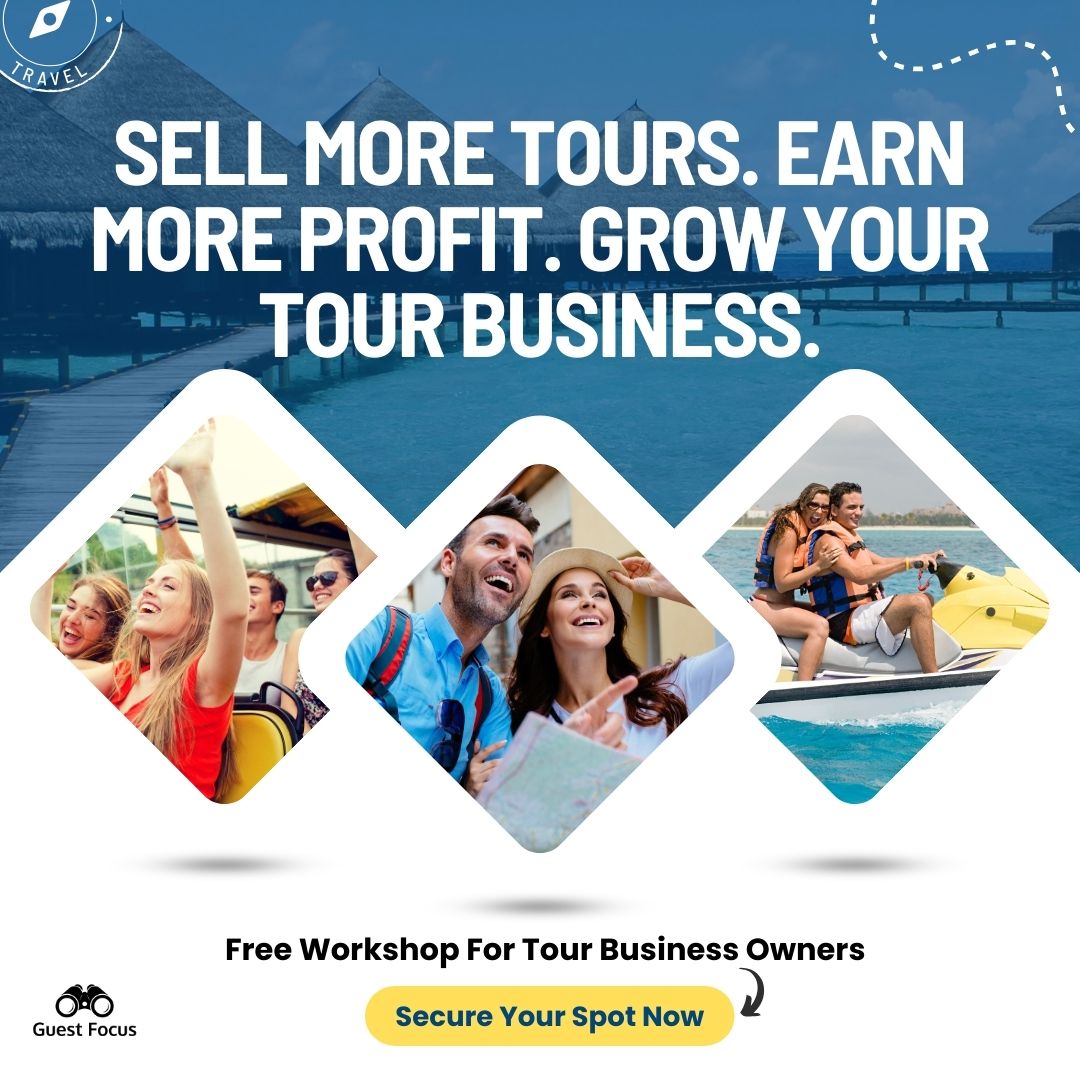 TRAVEL
SELL MORE TOURS. EARN
MORE PROFIT. GROW YOUR
TOUR BUSINESS.
Free Workshop For Tour Business Owners
Secure Your Spot Now
Guest Focus